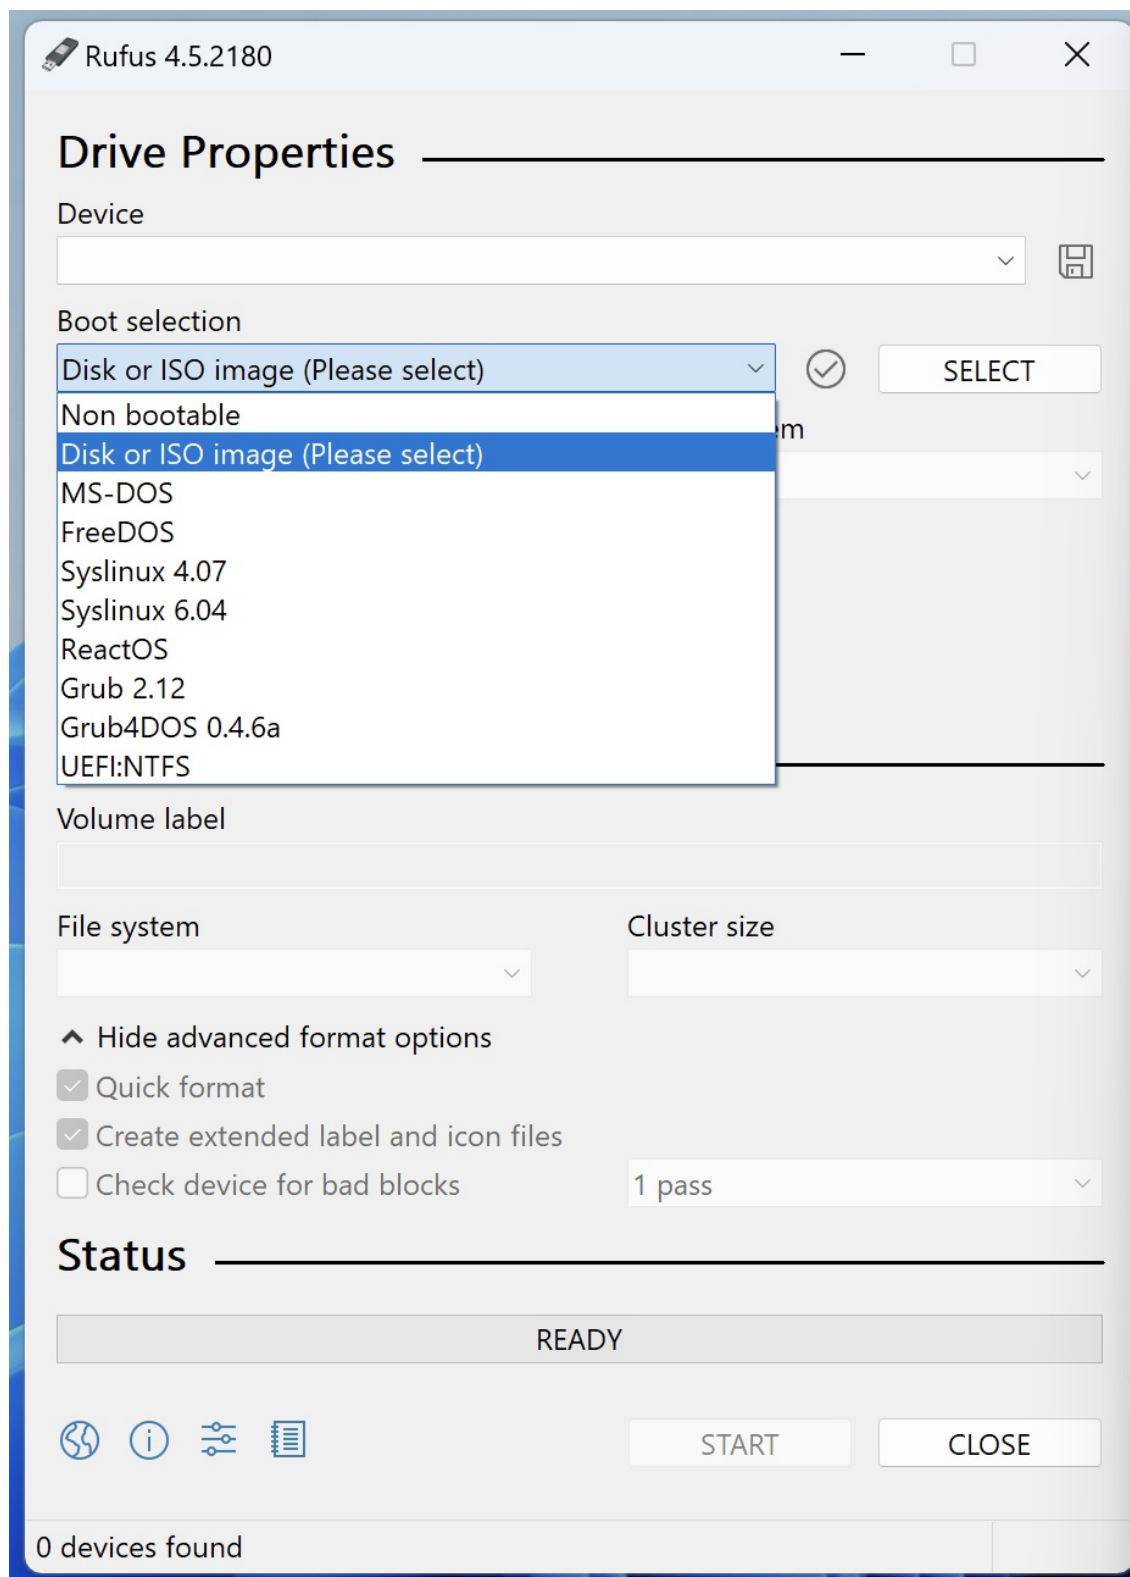 Rufus 4.5.2180
Drive Properties
Device
Boot selection
Disk or ISO image (Please select)
SELECT
Non bootable
em
Disk or ISO image (Please select)
MS-DOS
FreeDOS
Syslinux 4.07
Syslinux 6.04
ReactOS
Grub 2.12
Grub4DOS 0.4.6a
UEFI:NTFS
Volume label
File system
Cluster size
Hide advanced format options
Quick format
Create extended label and icon files
Check device for bad blocks
1 pass
Status
READY
START
CLOSE
0 devices found